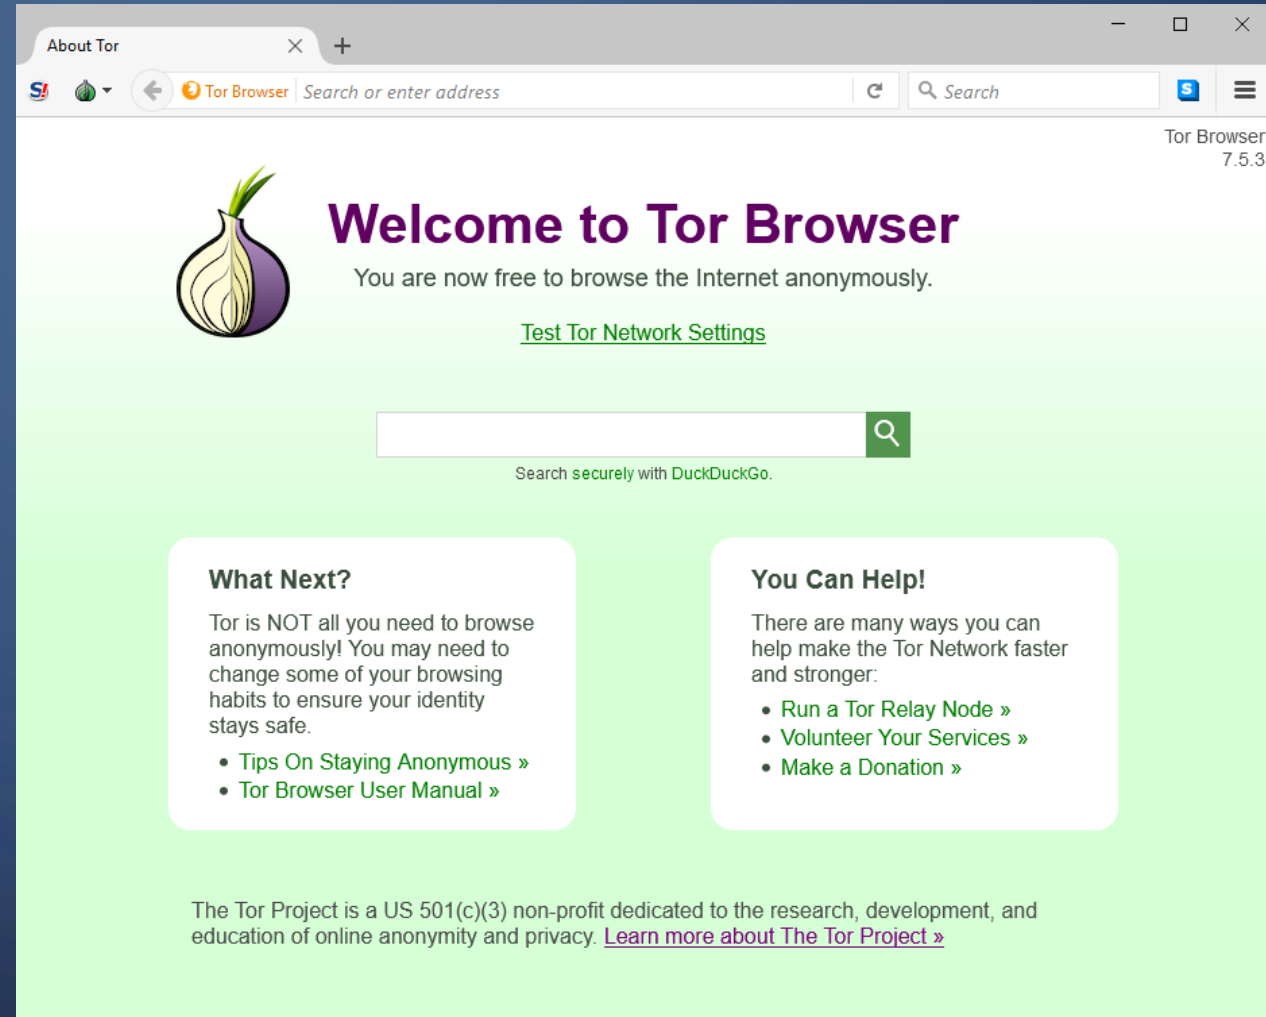 About Tor
S!
Tor Browser Search or enter address
Search
S
Tor Browser
7.5.3
Welcome to Tor Browser
You are now free to browse the Internet anonymously.
Test Tor Network Settings
Search securely with DuckDuckGo.
What Next?
Tor is NOT all you need to browse
anonymously! You may need to
change some of your browsing
habits to ensure your identity
stays safe.
• Tips On Staying Anonymous »
• Tor Browser User Manual »
You Can Help!
There are many ways you can
help make the Tor Network faster
and stronger:
• Run a Tor Relay Node »
• Volunteer Your Services »
• Make a Donation »
The Tor Project is a US 501(c)(3) non-profit dedicated to the research, development, and
education of online anonymity and privacy. Learn more about The Tor Project »